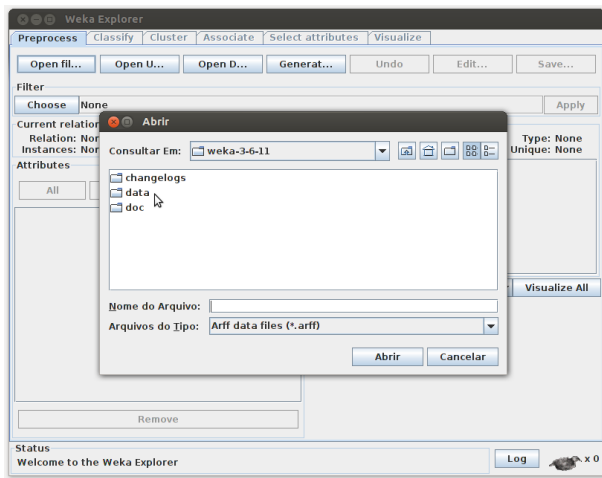 Weka Explorer
Preprocess Classify Cluster Associate Select attributes Visualize
Open fil... Open U... Open D... Generat... Undo Edit... Save...
Filter
Choose None Apply
Current relation
Relation: Nor
Instances: Nor
Type: None
Unique: None
Attributes
All
Abrir
Consultar Em: weka-3-6-11
changelogs
data
doc
Nome do Arquivo:
Arquivos do Tipo: Arff data files (*.arff)
Abrir Cancelar
Visualize All
Remove
Status
Welcome to the Weka Explorer
Log x 0